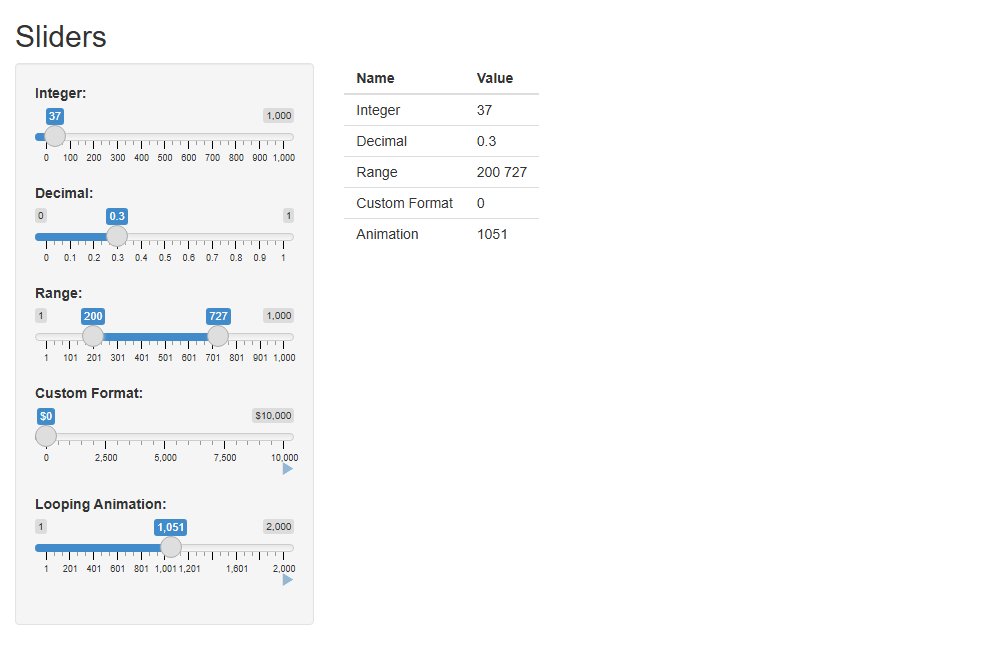 Sliders
Integer:
37 1,000
0 100 200 300 400 500 600 700 800 900 1,000
Decimal:
0 0.3 1
0 0.1 0.2 0.3 0.4 0.5 0.6 0.7 0.8 0.9 1
Range:
1 200 727 1,000
1 101 201 301 401 501 601 701 801 901 1,000
Custom Format:
$0 $10,000
0 2,500 5,000 7,500 10,000
Looping Animation:
1 1,051 2,000
1 201 401 601 801 1,001 1,201 1,601 2,000
Name Value
Integer 37
Decimal 0.3
Range 200 727
Custom Format 0
Animation 1051